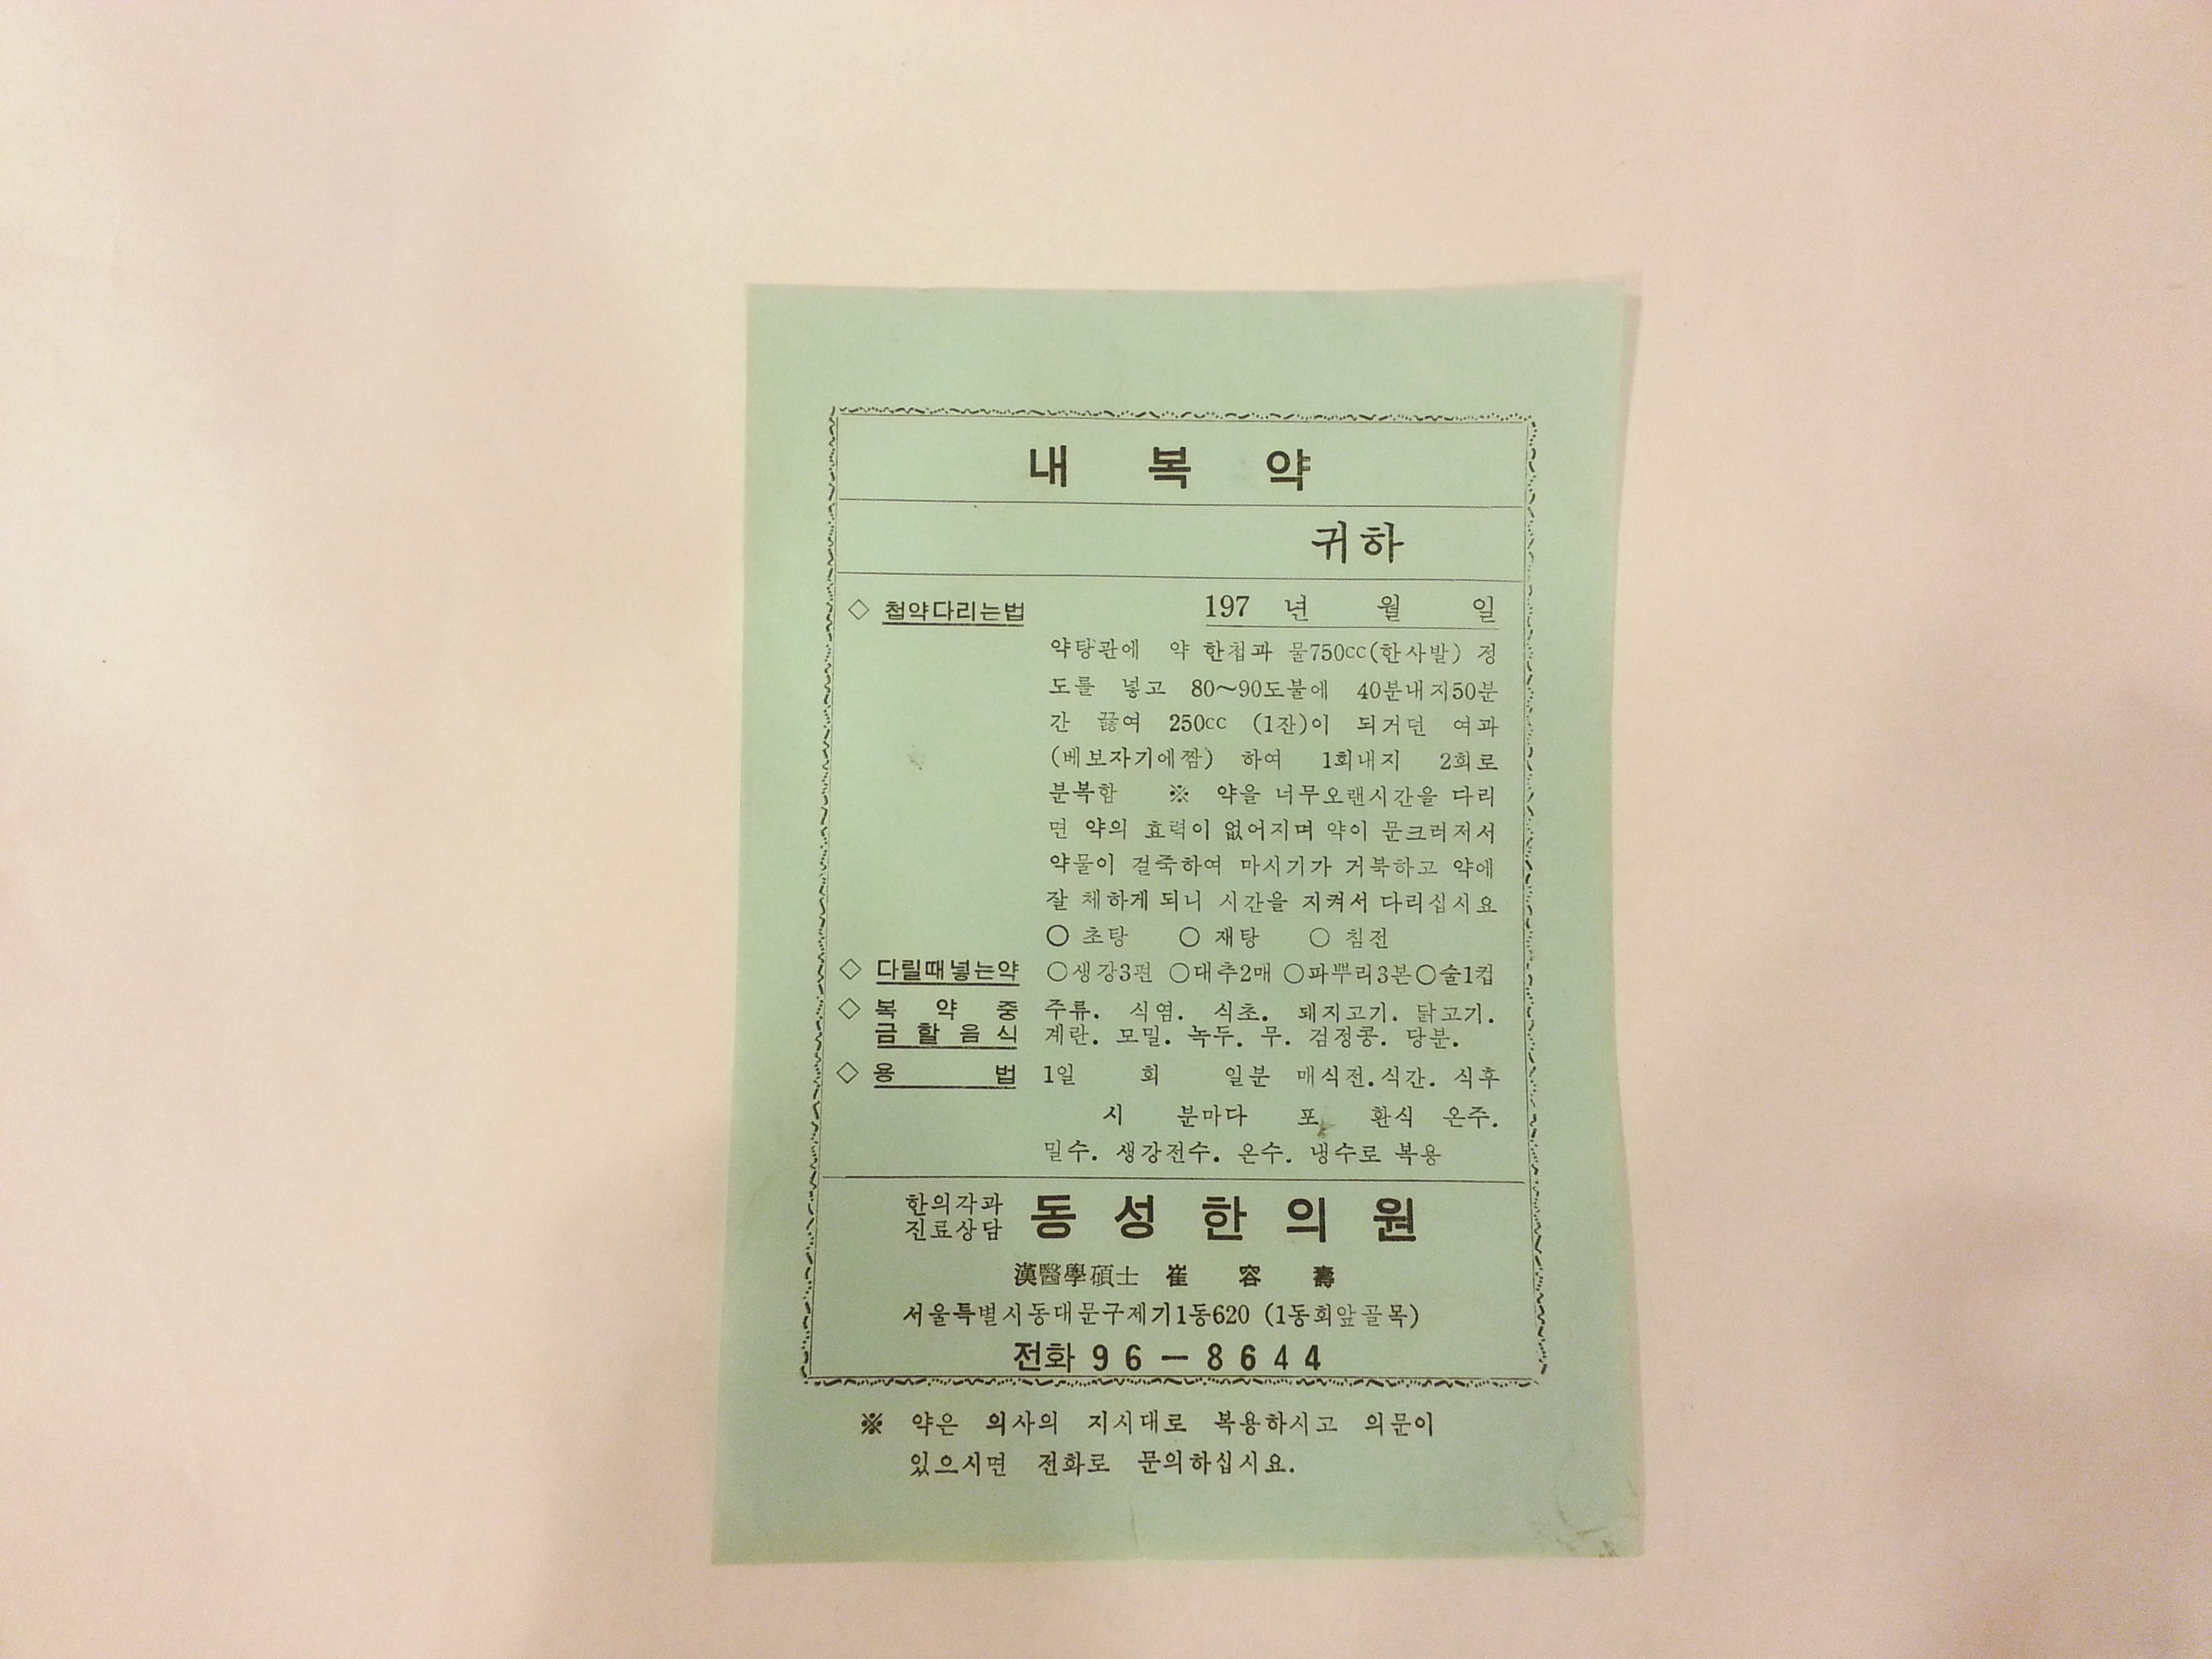 내 복 약
귀하
◇ 첩약다리는법 197 년 월 일
약탕관에 약 한첩과 물750cc(한사발) 정
도를 넣고 80～90도불에 40분내지50분
간 끓여 250cc (1잔)이 되거던 여과
(베보자기에짬) 하여 1회내지 2회로
분복함 ※ 약을 너무오랜시간을 다리
면 약의 효력이 없어지며 약이 문크러저서
약물이 걸죽하여 마시기가 거북하고 약에
잘 체하게 되니 시간을 지켜서 다리십시요
○ 초탕 ○ 재탕 ○ 침전
◇ 다릴때넣는약 ○생강3편 ○대추2매 ○파뿌리3본○술1컵
◇ 복 약 중 주류. 식염. 식초. 돼지고기. 닭고기.
금 할 음 식 계란. 모밀. 녹두. 무. 검정콩. 당분.
◇ 용 법 1일 회 일분 매식전.식간. 식후
시 분마다 포 환식 온주.
밀수. 생강전수. 온수. 냉수로 복용
한의각과
진료상담 동 성 한 의 원
漢醫學碩士 崔 容 壽
서울특별시동대문구제기1동620 (1동회앞골목)
전화 96－8644
※ 약은 의사의 지시대로 복용하시고 의문이
있으시면 전화로 문의하십시요.